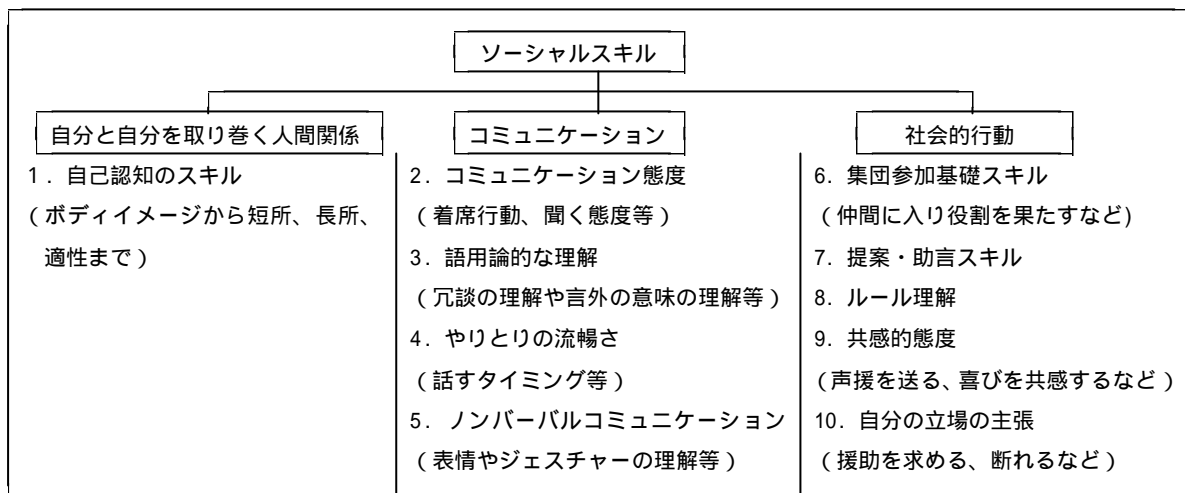 ソーシャルスキル
自分と自分を取り巻く人間関係
1．自己認知のスキル
（ボディイメージから短所、長所、
適性まで）
コミュニケーション
2．コミュニケーション態度
（着席行動、聞く態度等）
3．語用論的な理解
（冗談の理解や言外の意味の理解等）
4．やりとりの流暢さ
（話すタイミング等）
5．ノンバーバルコミュニケーション
（表情やジェスチャーの理解等）
社会的行動
6．集団参加基礎スキル
（仲間に入り役割を果たすなど)
7．提案・助言スキル
8．ルール理解
9．共感的態度
（声援を送る、喜びを共感するなど）
10．自分の立場の主張
（援助を求める、断れるなど）